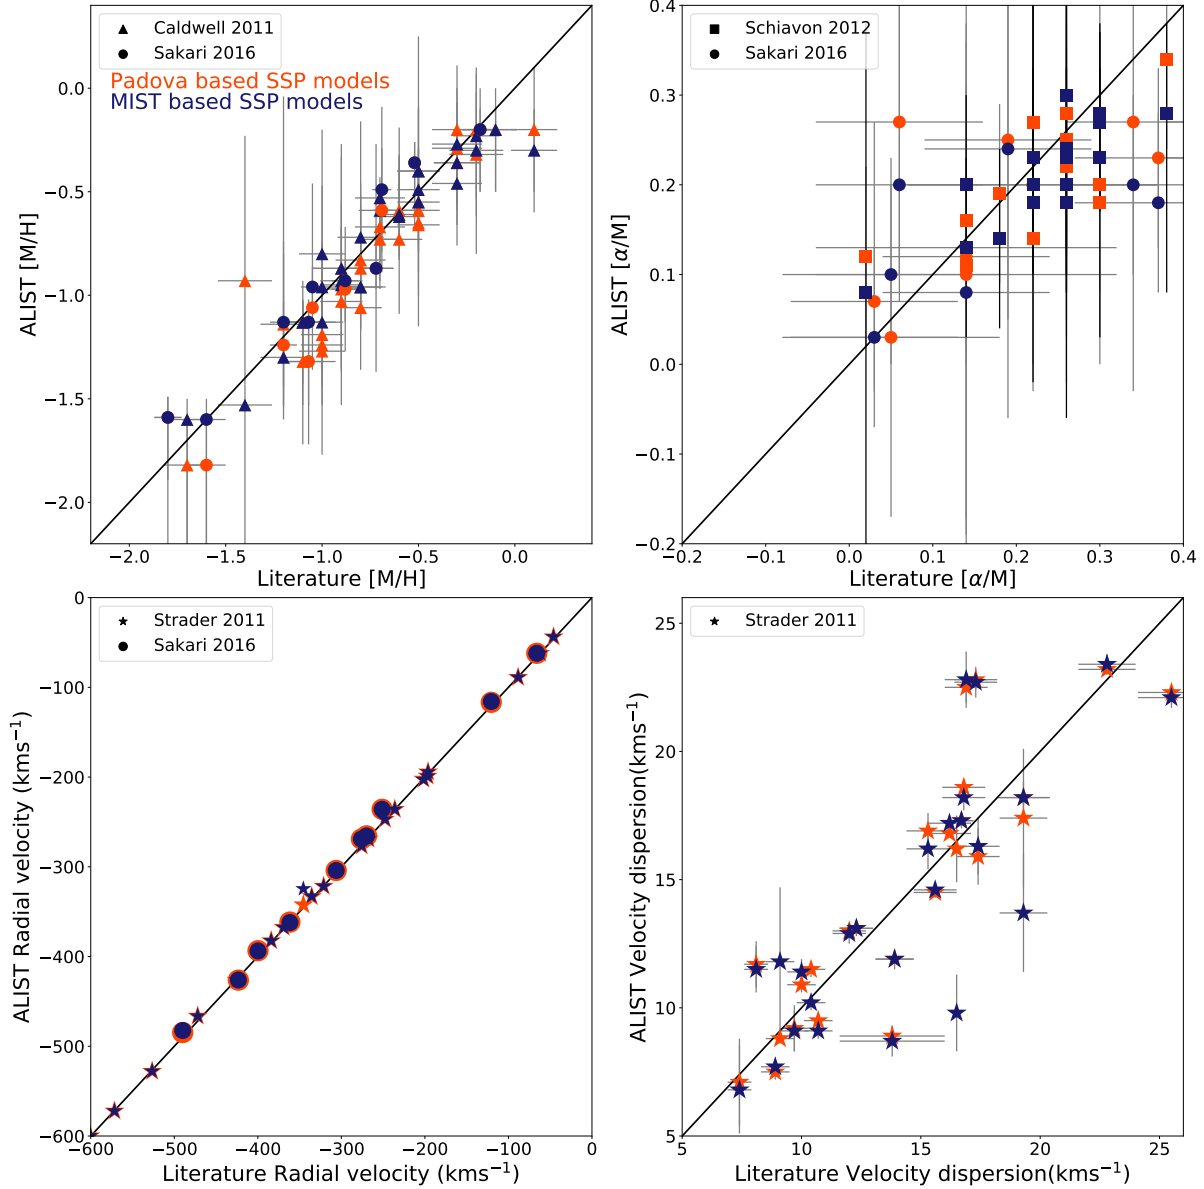 Caldwell 2011
Sakari 2016
Padova based SSP models
MIST based SSP models
0.0
−0.5
−1.0
−1.5
−2.0
ALIST [M/H]
−2.0 −1.5 −1.0 −0.5 0.0
Literature [M/H]
Schiavon 2012
Sakari 2016
0.4
0.3
0.2
0.1
0.0
−0.1
−0.2
ALIST [α/M]
−0.2 −0.1 0.0 0.1 0.2 0.3 0.4
Literature [α/M]
Strader 2011
Sakari 2016
0
−100
−200
−300
−400
−500
−600
ALIST Radial velocity (kms⁻¹)
−600 −500 −400 −300 −200 −100 0
Literature Radial velocity (kms⁻¹)
Strader 2011
25
20
15
10
5
ALIST Velocity dispersion(kms⁻¹)
5 10 15 20 25
Literature Velocity dispersion(kms⁻¹)